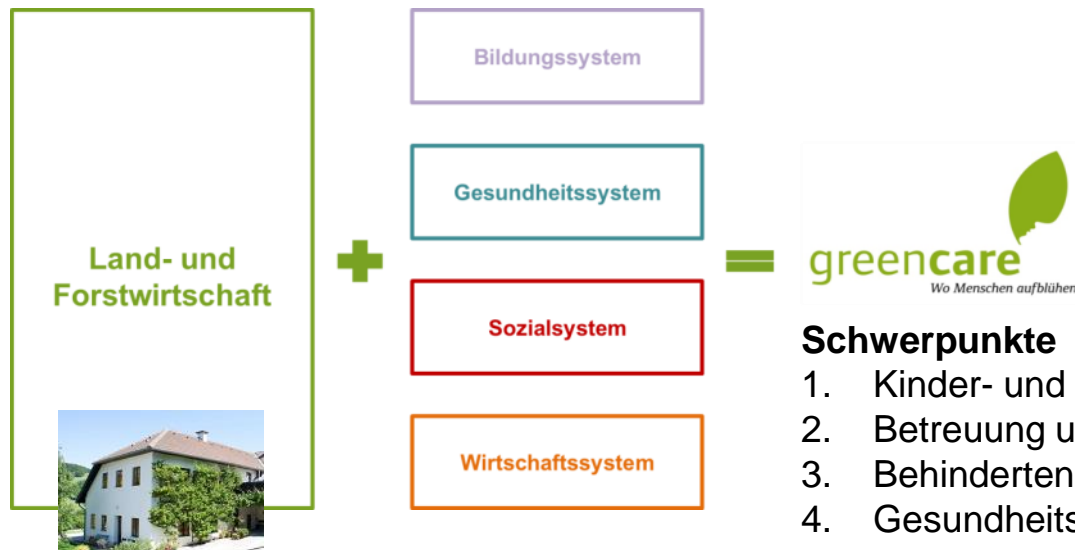 Land- und
Forstwirtschaft
Bildungssystem
Gesundheitssystem
Sozialsystem
Wirtschaftssystem
greencare
Wo Menschen aufblühen
Schwerpunkte
1. Kinder- und
2. Betreuung u
3. Behinderten
4. Gesundheits